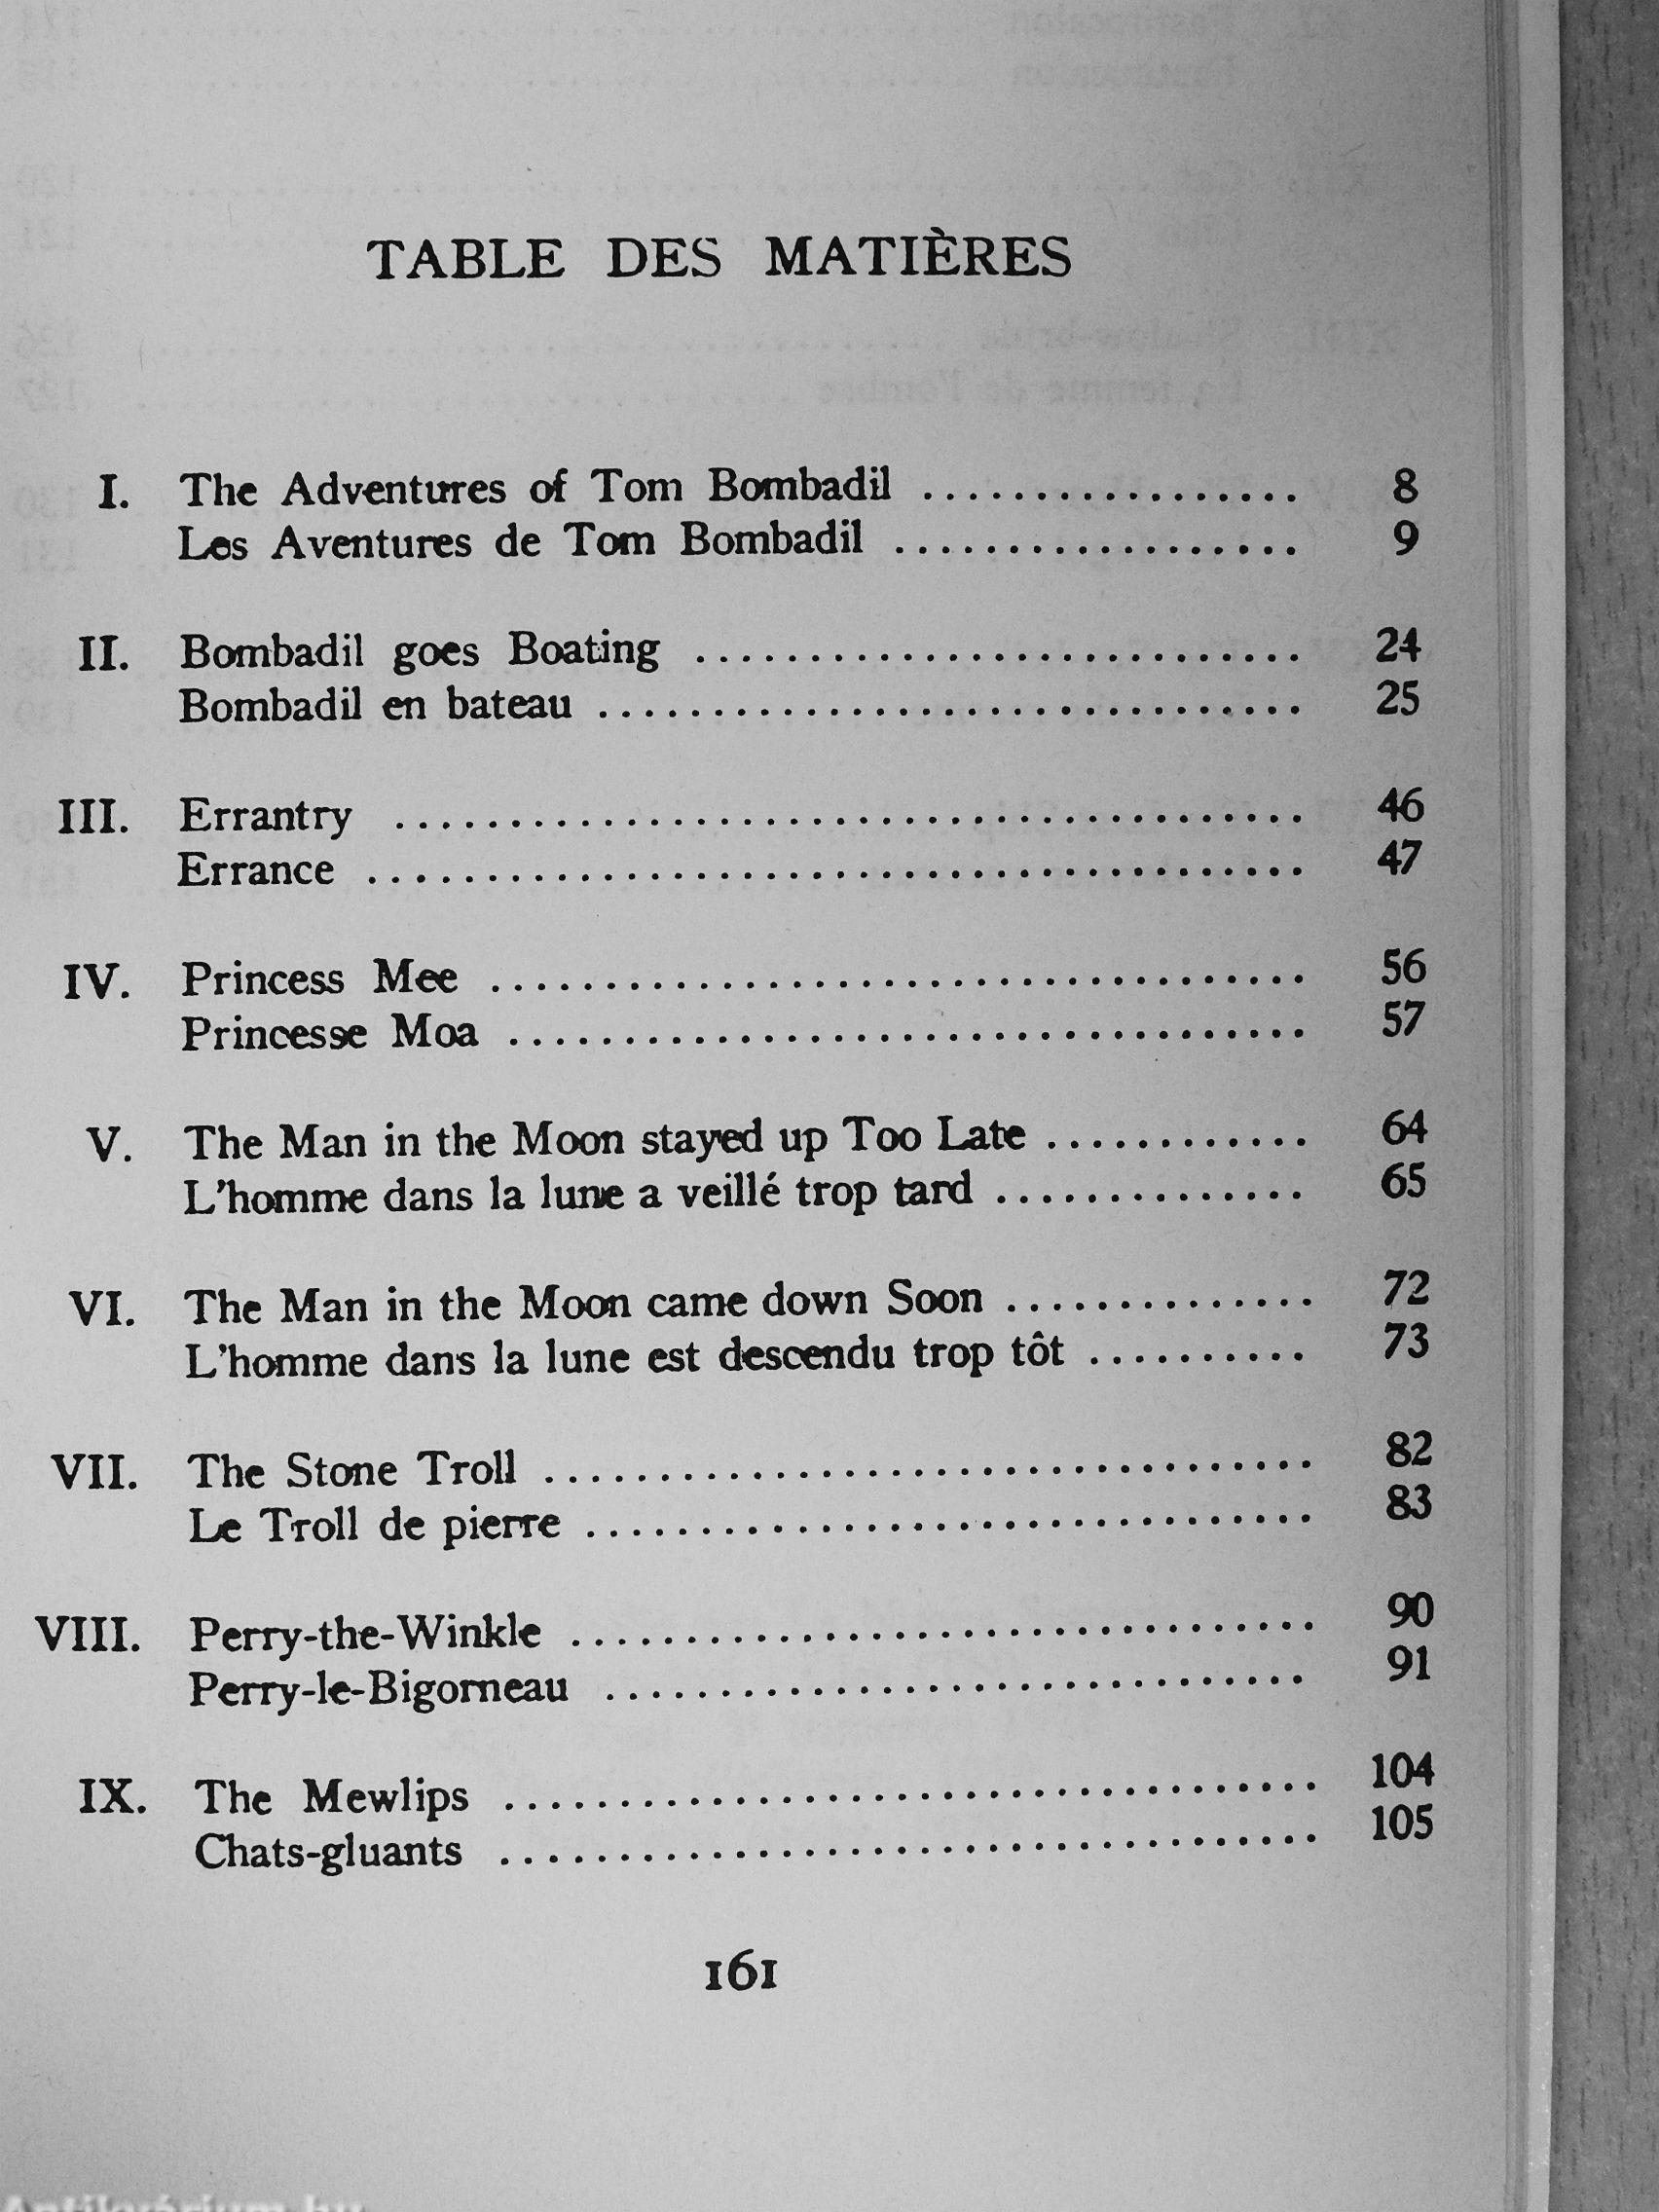 TABLE DES MATIÈRES
I. The Adventures of Tom Bombadil ................. 8
Les Aventures de Tom Bombadil .................. 9
II. Bombadil goes Boating ........................... 24
Bombadil en bateau ............................... 25
III. Errantry ........................................ 46
Errance ......................................... 47
IV. Princess Mee .................................... 56
Princesse Moa ................................... 57
V. The Man in the Moon stayed up Too Late ............ 64
L'homme dans la lune a veillé trop tard .............. 65
VI. The Man in the Moon came down Soon .............. 72
L'homme dans la lune est descendu trop tôt .......... 73
VII. The Stone Troll .................................. 82
Le Troll de pierre ................................ 83
VIII. Perry-the-Winkle ................................. 90
Perry-le-Bigorneau ............................... 91
IX. The Mewlips .................................... 104
Chats-gluants .................................... 105
161